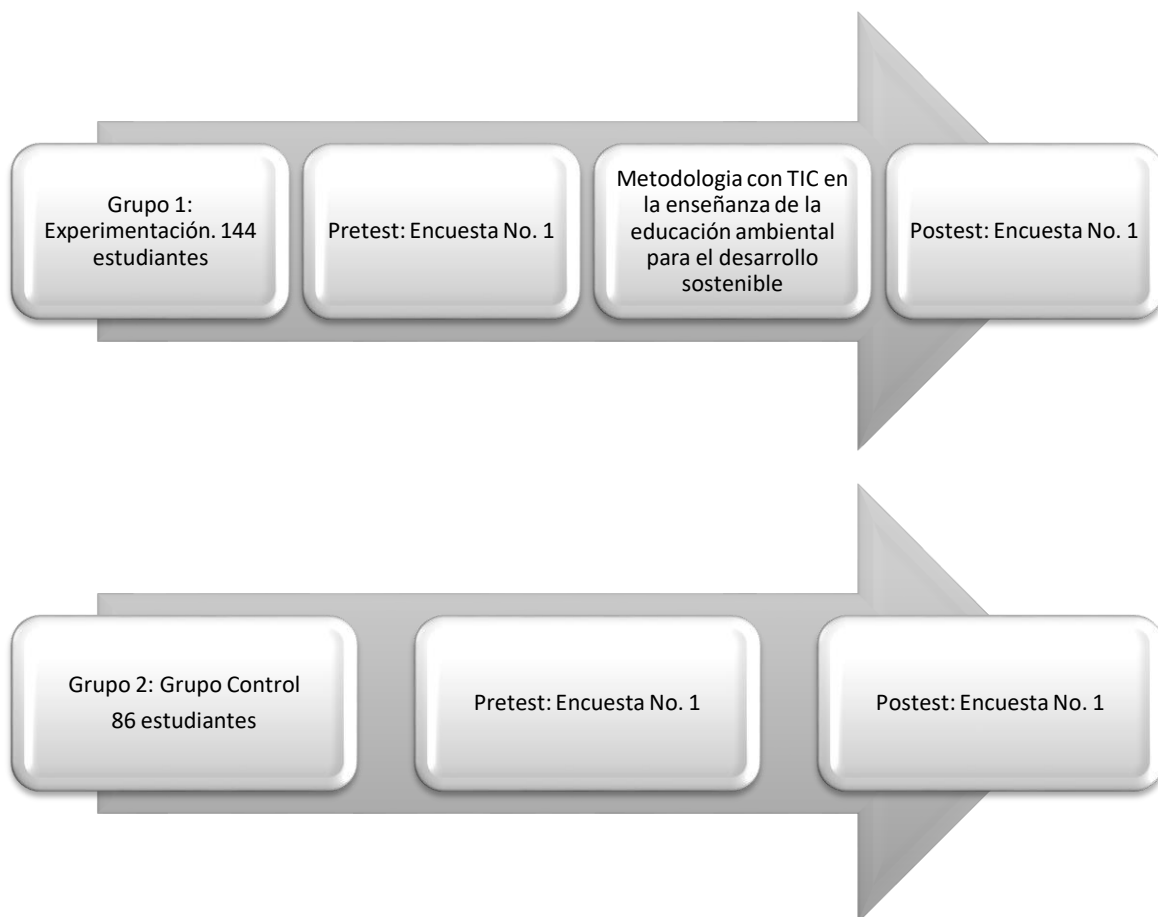 Grupo 1:
Experimentación. 144
estudiantes
Pretest: Encuesta No. 1
Metodologia con TIC en
la enseñanza de la
educación ambiental
para el desarrollo
sostenible
Postest: Encuesta No. 1
Grupo 2: Grupo Control
86 estudiantes
Pretest: Encuesta No. 1
Postest: Encuesta No. 1